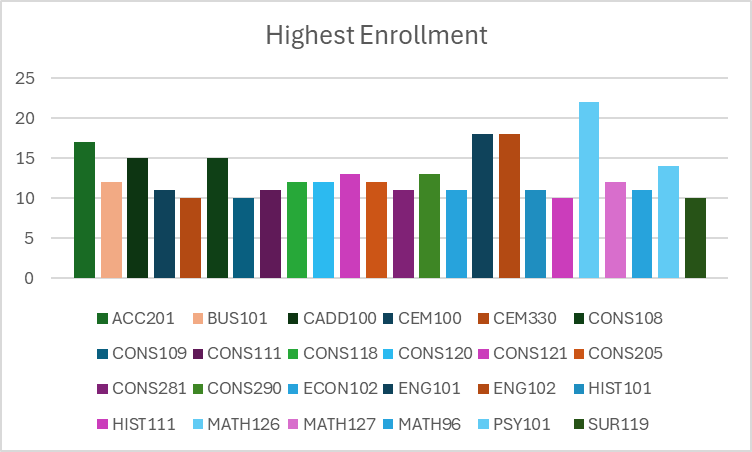 Highest Enrollment
25
20
15
10
5
0
ACC201 BUS101 CADD100 CEM100 CEM330 CONS108
CONS109 CONS111 CONS118 CONS120 CONS121 CONS205
CONS281 CONS290 ECON102 ENG101 ENG102 HIST101
HIST111 MATH126 MATH127 MATH96 PSY101 SUR119